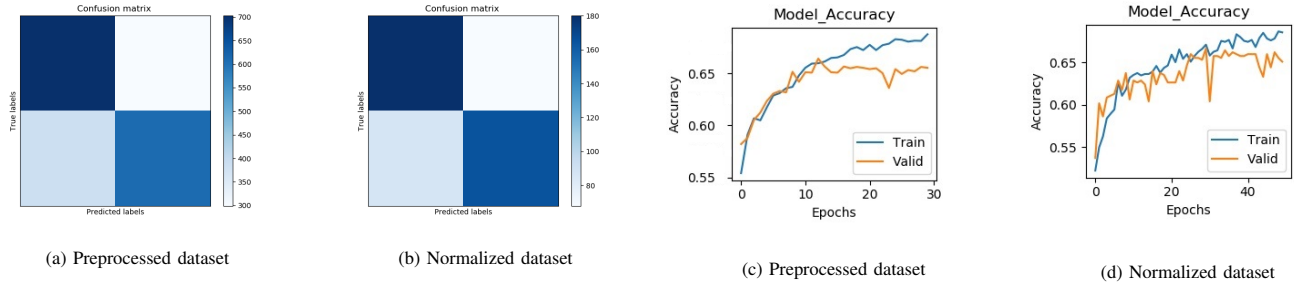 Confusion matrix
True labels
700
650
600
550
500
450
400
350
300
Predicted labels
(a) Preprocessed dataset
Confusion matrix
True labels
180
160
140
120
100
80
Predicted labels
(b) Normalized dataset
Model_Accuracy
Accuracy
0.65
0.60
0.55
Train
Valid
0 10 20 30
Epochs
(c) Preprocessed dataset
Model_Accuracy
Accuracy
0.65
0.60
0.55
Train
Valid
0 20 40
Epochs
(d) Normalized dataset